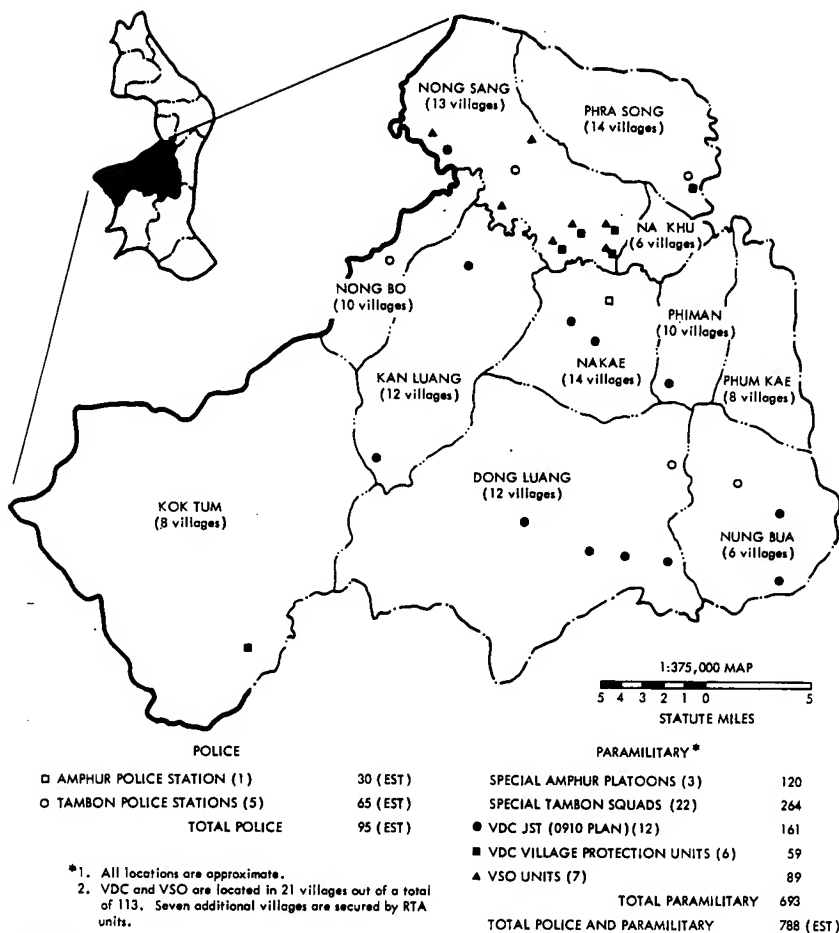 NONG SANG
(13 villages)
PHRA SONG
(14 villages)
NA KHU
(6 villages)
NONG BO
(10 villages)
PHIMAN
(10 villages)
KAN LUANG
(12 villages)
NAKAE
(14 villages)
PHUM KAE
(8 villages)
KOK TUM
(8 villages)
DONG LUANG
(12 villages)
NUNG BUA
(6 villages)
1:375,000 MAP
5 4 3 2 1 0 5
STATUTE MILES
POLICE
□ AMPHUR POLICE STATION (1) 30 (EST)
○ TAMBON POLICE STATIONS (5) 65 (EST)
TOTAL POLICE 95 (EST)
*1. All locations are approximate.
2. VDC and VSO are located in 21 villages out of a total
of 113. Seven additional villages are secured by RTA
units.
PARAMILITARY*
SPECIAL AMPHUR PLATOONS (3) 120
SPECIAL TAMBON SQUADS (22) 264
● VDC JST (0910 PLAN) (12) 161
■ VDC VILLAGE PROTECTION UNITS (6) 59
▲ VSO UNITS (7) 89
TOTAL PARAMILITARY 693
TOTAL POLICE AND PARAMILITARY 788 (EST)